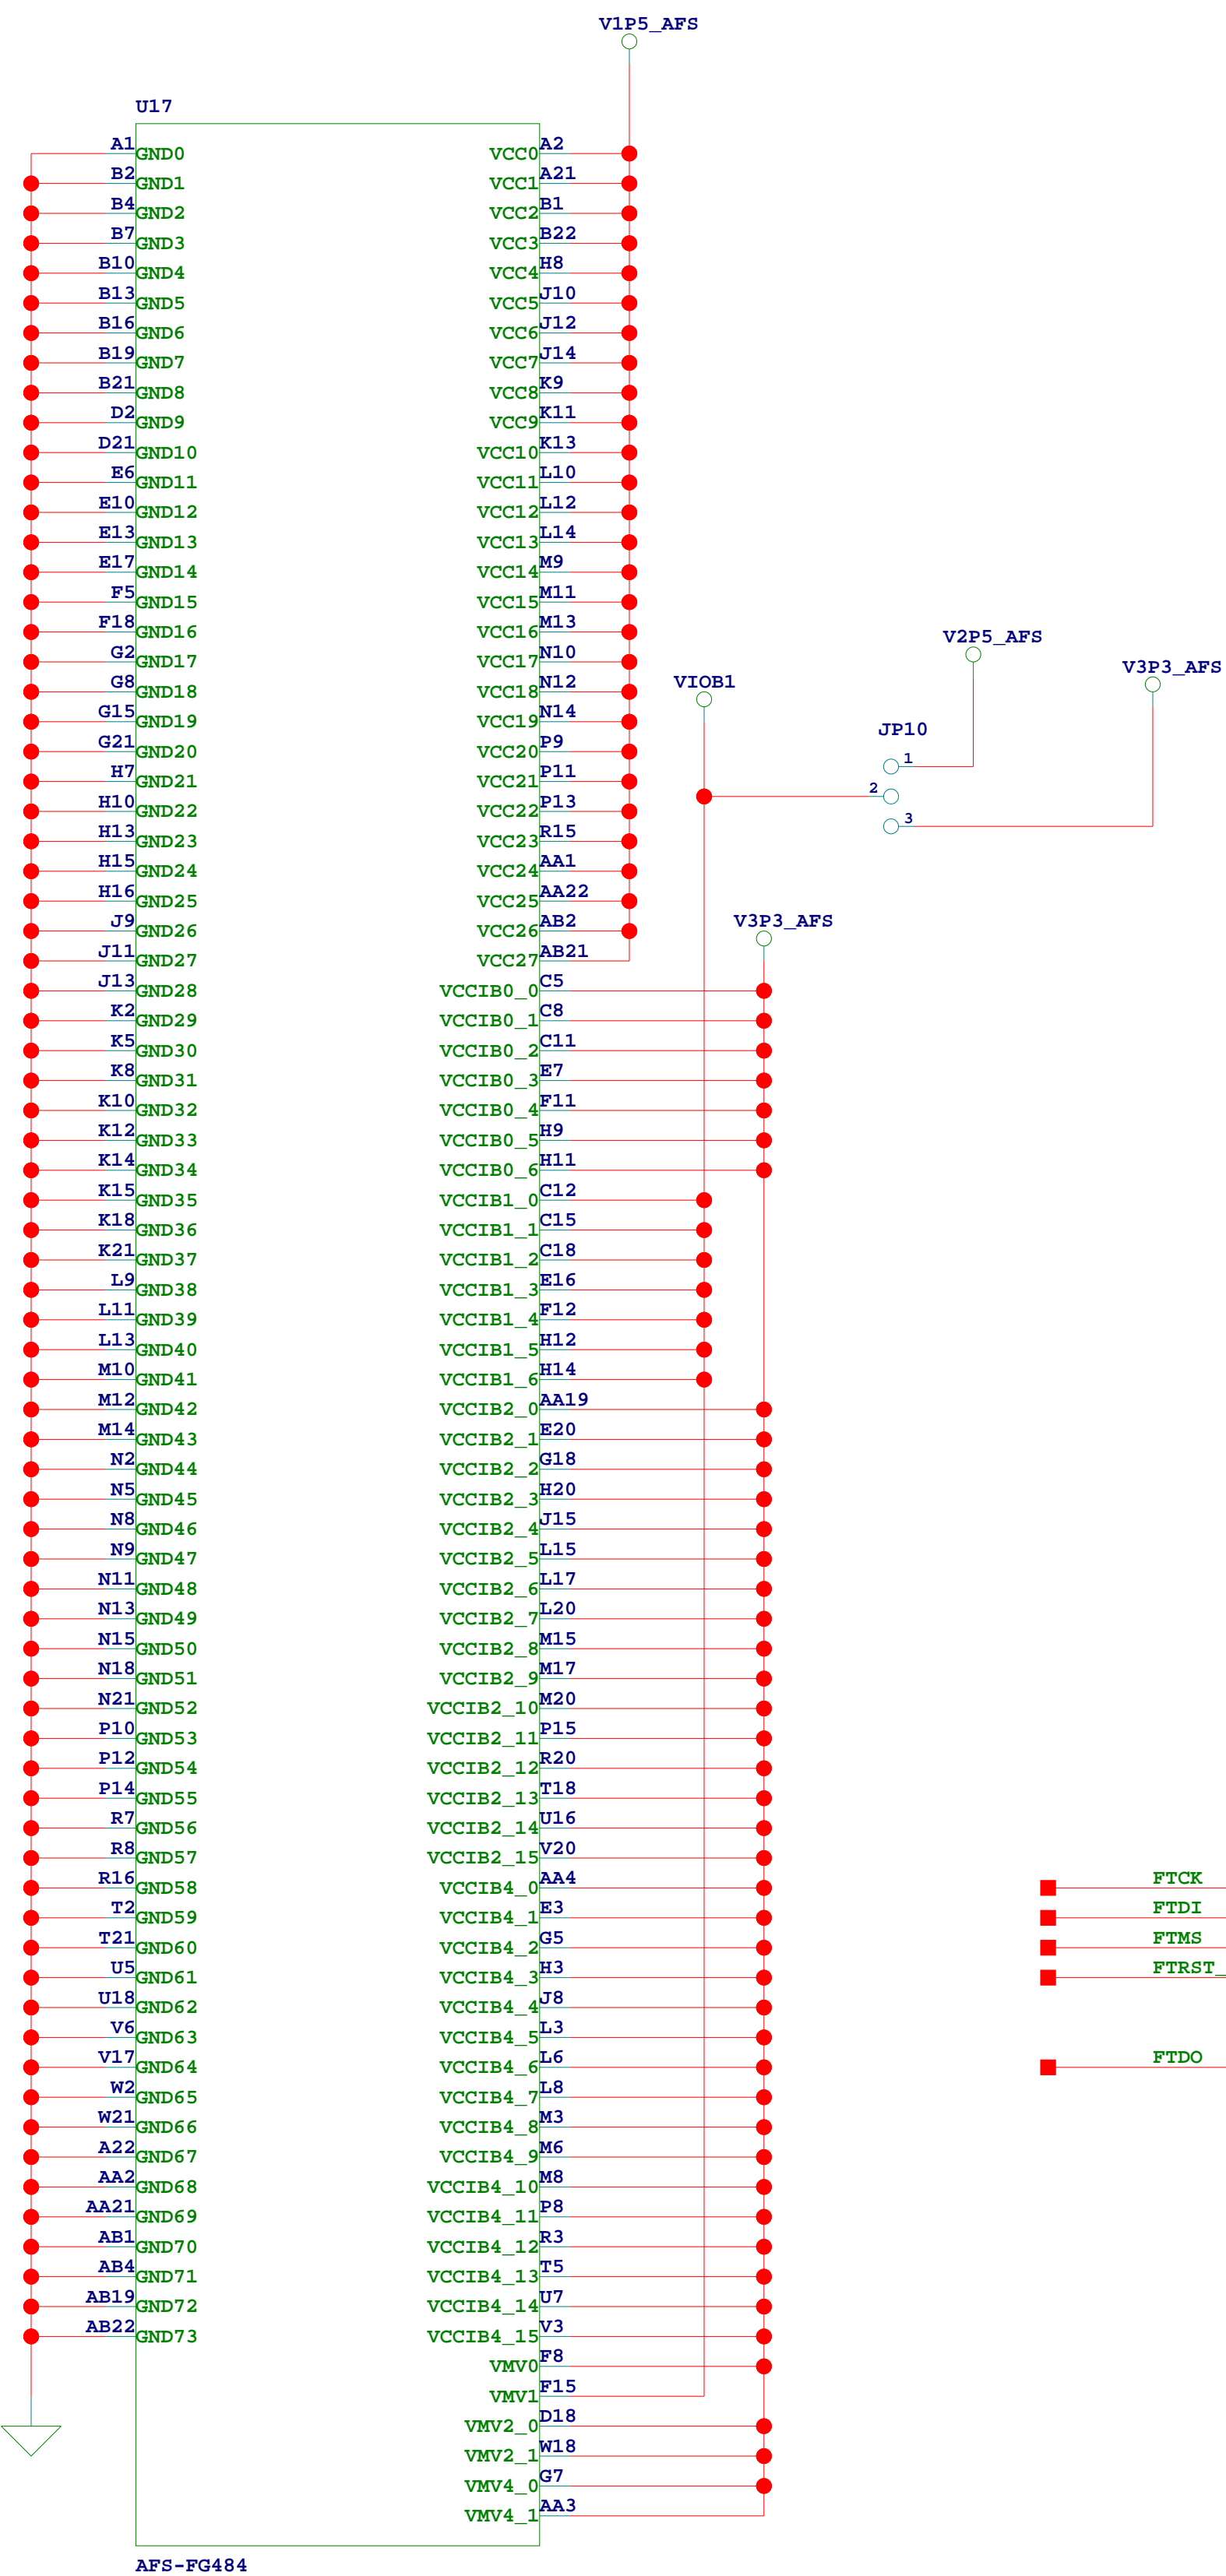 V1P5_AFS
U17
A1 GND0 VCC0 A2
B2 GND1 VCC1 A21
B4 GND2 VCC2 B1
B7 GND3 VCC3 B22
B10 GND4 VCC4 H8
B13 GND5 VCC5 J10
B16 GND6 VCC6 J12
B19 GND7 VCC7 J14
B21 GND8 VCC8 K9
D2 GND9 VCC9 K11
D21 GND10 VCC10 K13
E6 GND11 VCC11 L10
E10 GND12 VCC12 L12
E13 GND13 VCC13 L14
E17 GND14 VCC14 M9
F5 GND15 VCC15 M11
F18 GND16 VCC16 M13
G2 GND17 VCC17 N10
G8 GND18 VCC18 N12
G15 GND19 VCC19 N14
G21 GND20 VCC20 P9
H7 GND21 VCC21 P11
H10 GND22 VCC22 P13
H13 GND23 VCC23 R15
H15 GND24 VCC24 AA1
H16 GND25 VCC25 AA22
J9 GND26 VCC26 AB2
J11 GND27 VCC27 AB21
J13 GND28 VCCIB0_0 C5
K2 GND29 VCCIB0_1 C8
K5 GND30 VCCIB0_2 C11
K8 GND31 VCCIB0_3 E7
K10 GND32 VCCIB0_4 F11
K12 GND33 VCCIB0_5 H9
K14 GND34 VCCIB0_6 H11
K15 GND35 VCCIB1_0 C12
K18 GND36 VCCIB1_1 C15
K21 GND37 VCCIB1_2 C18
L9 GND38 VCCIB1_3 E16
L11 GND39 VCCIB1_4 F12
L13 GND40 VCCIB1_5 H12
M10 GND41 VCCIB1_6 H14
M12 GND42 VCCIB2_0 AA19
M14 GND43 VCCIB2_1 E20
N2 GND44 VCCIB2_2 G18
N5 GND45 VCCIB2_3 H20
N8 GND46 VCCIB2_4 J15
N9 GND47 VCCIB2_5 L15
N11 GND48 VCCIB2_6 L17
N13 GND49 VCCIB2_7 L20
N15 GND50 VCCIB2_8 M15
N18 GND51 VCCIB2_9 M17
N21 GND52 VCCIB2_10 M20
P10 GND53 VCCIB2_11 P15
P12 GND54 VCCIB2_12 R20
P14 GND55 VCCIB2_13 T18
R7 GND56 VCCIB2_14 U16
R8 GND57 VCCIB2_15 V20
R16 GND58 VCCIB4_0 AA4
T2 GND59 VCCIB4_1 E3
T21 GND60 VCCIB4_2 G5
U5 GND61 VCCIB4_3 H3
U18 GND62 VCCIB4_4 J8
V6 GND63 VCCIB4_5 L3
V17 GND64 VCCIB4_6 L6
W2 GND65 VCCIB4_7 L8
W21 GND66 VCCIB4_8 M3
A22 GND67 VCCIB4_9 M6
AA2 GND68 VCCIB4_10 M8
AA21 GND69 VCCIB4_11 P8
AB1 GND70 VCCIB4_12 R3
AB4 GND71 VCCIB4_13 T5
AB19 GND72 VCCIB4_14 U7
AB22 GND73 VCCIB4_15 V3
VMV0 F8
VMV1 F15
VMV2_0 D18
VMV2_1 W18
VMV4_0 G7
VMV4_1 AA3
AFS-FG484
VIOB1
V2P5_AFS
V3P3_AFS
JP10
1
2
3
V3P3_AFS
FTCK
FTDI
FTMS
FTRST_
FTDO